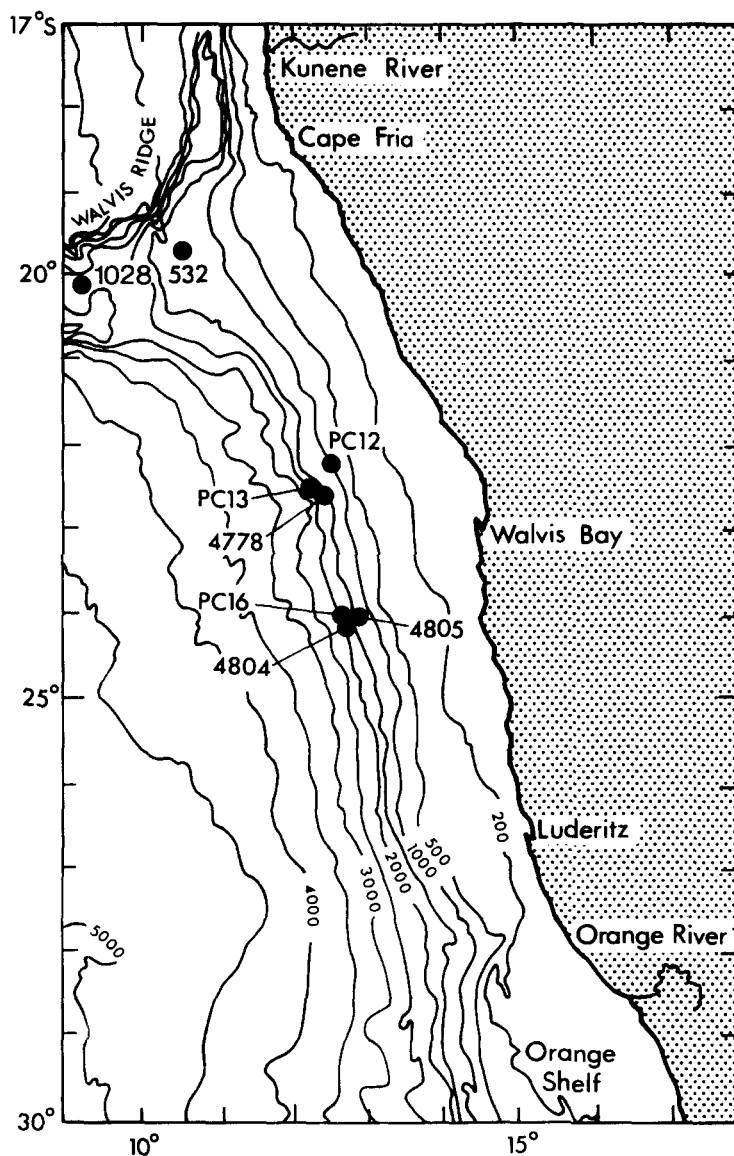 17°S
Kunene River
Cape Fria
WALVIS RIDGE
20°
1028
532
PC12
PC13
4778
Walvis Bay
PC16
4805
4804
25°
200
Luderitz
500
1000
2000
3000
4000
5000
Orange River
Orange
Shelf
30°
10°
15°